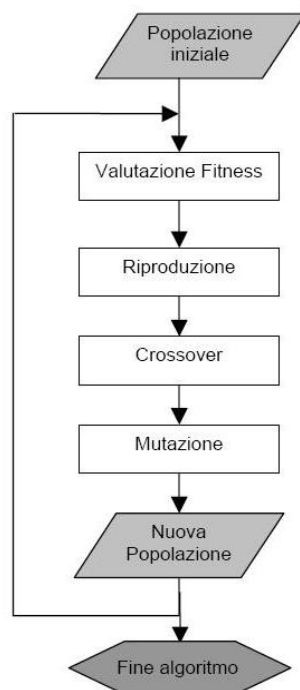 Popolazione
iniziale
Valutazione Fitness
Riproduzione
Crossover
Mutazione
Nuova
Popolazione
Fine algoritmo